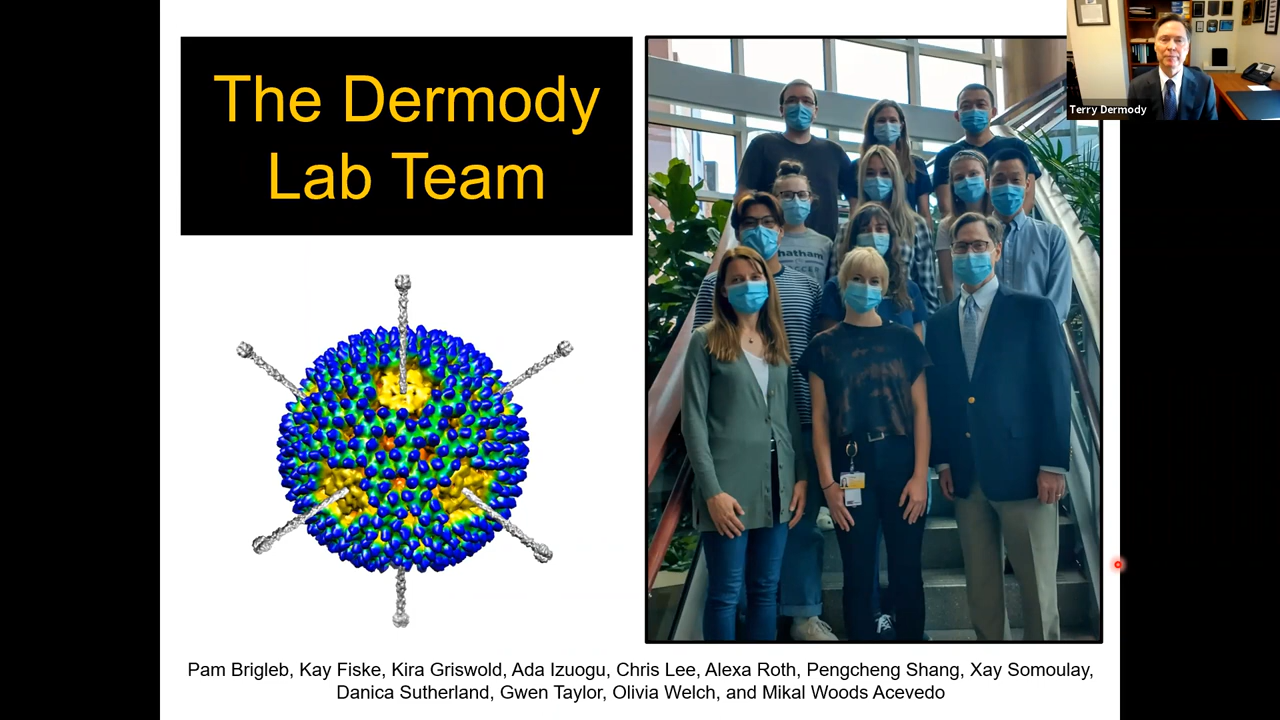 The Dermody
Lab Team
Terry Dermody
hatham
Pam Brigleb, Kay Fiske, Kira Griswold, Ada Izuogu, Chris Lee, Alexa Roth, Pengcheng Shang, Xay Somoulay,
Danica Sutherland, Gwen Taylor, Olivia Welch, and Mikal Woods Acevedo